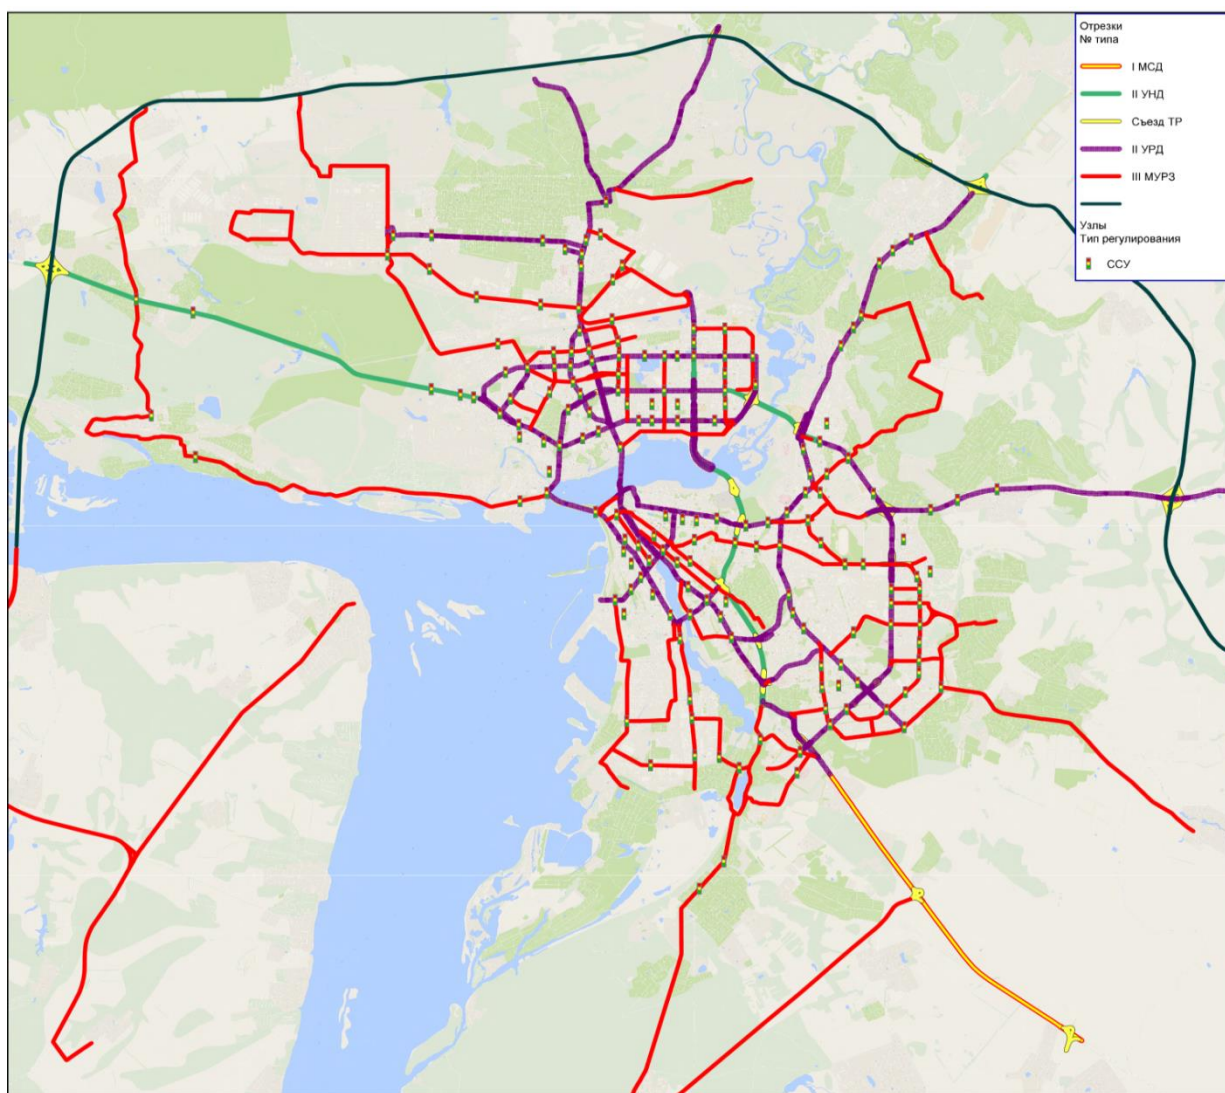 Отрезки
№ типа
I МСД
II УНД
Съезд ТР
II УРД
III МУРЗ
Узлы
Тип регулирования
ССУ